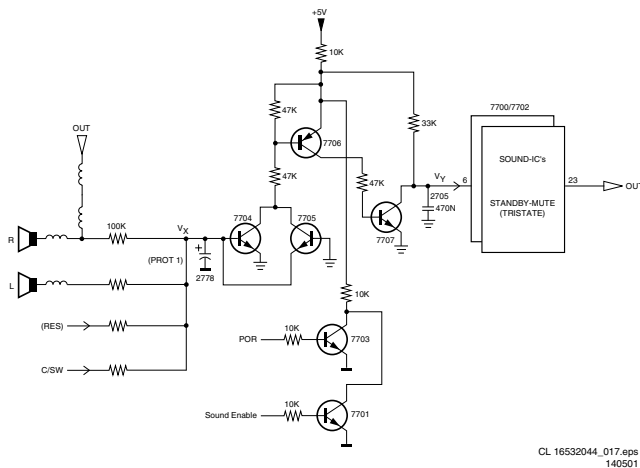 +5V
10K
7700/7702
47K
33K
OUT
7706
SOUND-IC's
47K
47K
VY
6
23
OUT
2705
470N
STANDBY-MUTE
(TRISTATE)
100K
VX
7704
7705
7707
R
(PROT 1)
+
2778
L
10K
(RES)
10K
POR
7703
C/SW
10K
Sound Enable
7701
CL 16532044_017.eps
140501